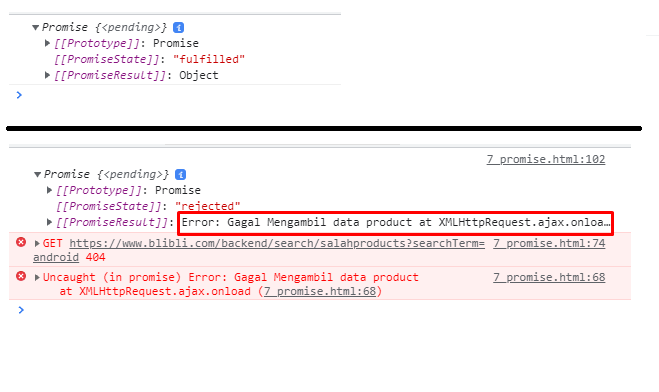 Promise {<pending>} i
[[Prototype]]: Promise
[[PromiseState]]: "fulfilled"
[[PromiseResult]]: Object
>
7_promise.html:102
Promise {<pending>} i
[[Prototype]]: Promise
[[PromiseState]]: "rejected"
[[PromiseResult]]: Error: Gagal Mengambil data product at XMLHttpRequest.ajax.onloa…
GET https://www.blibli.com/backend/search/salahproducts?searchTerm= 7_promise.html:74
android 404
Uncaught (in promise) Error: Gagal Mengambil data product 7_promise.html:68
at XMLHttpRequest.ajax.onload (7_promise.html:68)
>